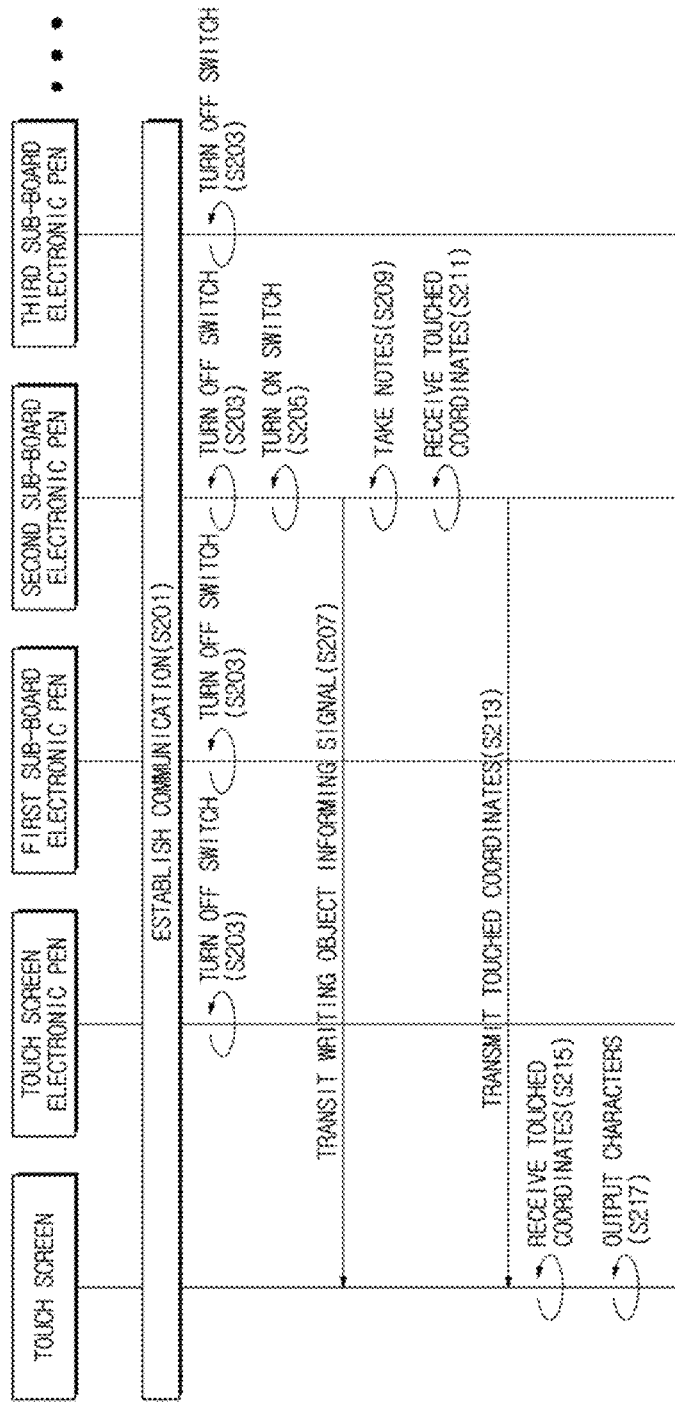 TOUCH SCREEN
TOUCH SCREEN
ELECTRONIC PEN
FIRST SUB-BOARD
ELECTRONIC PEN
SECOND SUB-BOARD
ELECTRONIC PEN
THIRD SUB-BOARD
ELECTRONIC PEN
ESTABLISH COMMUNICATION(S201)
TURN OFF SWITCH
(S203)
TURN OFF SWITCH
(S203)
TURN OFF SWITCH
(S203)
TURN OFF SWITCH
(S203)
TURN ON SWITCH
(S205)
TRANSIT WRITING OBJECT INFORMING SIGNAL(S207)
TAKE NOTES(S209)
RECEIVE TOUCHED
COORDINATES(S211)
TRANSMIT TOUCHED COORDINATES(S213)
RECEIVE TOUCHED
COORDINATES(S215)
OUTPUT CHARACTERS
(S217)